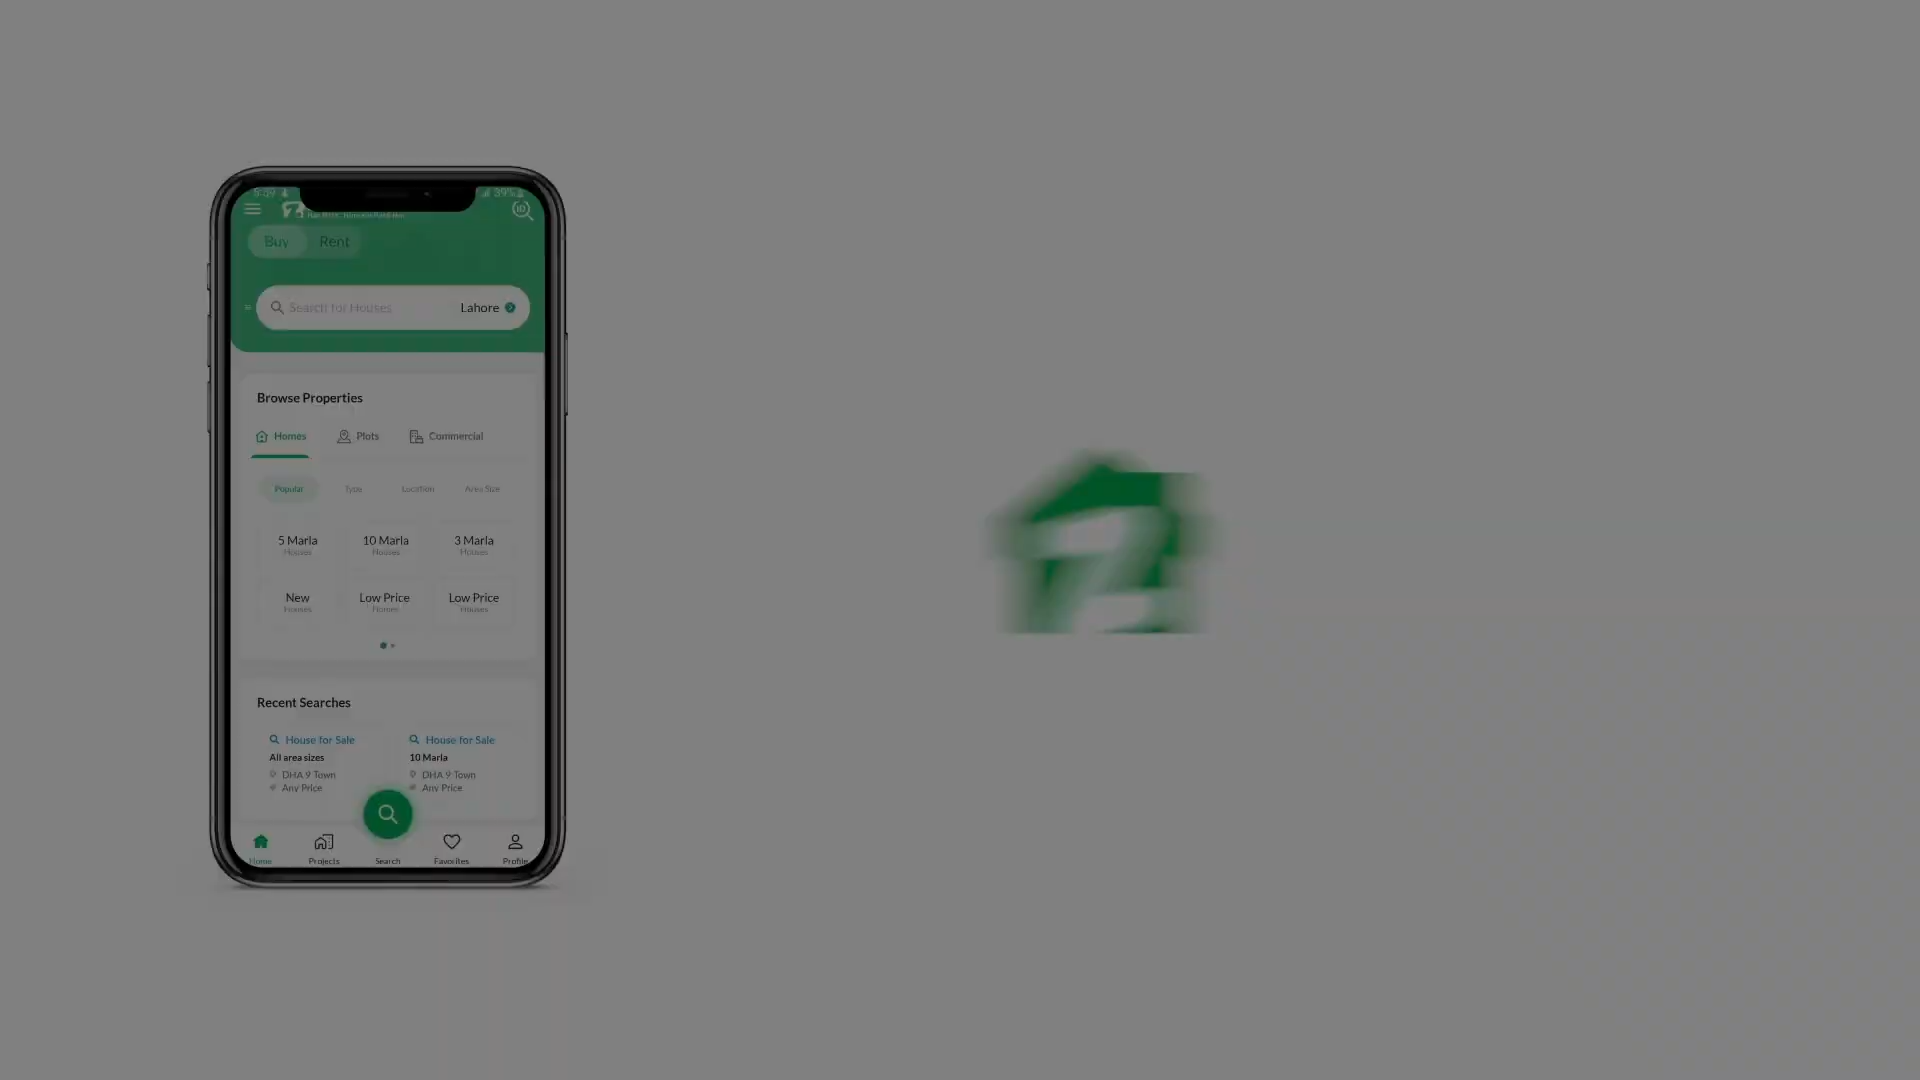 5:09 39%
Buy Rent
Search for Houses Lahore
Browse Properties
Homes Plots Commercial
Popular Type Location Area Size
5 Marla 10 Marla 3 Marla
Houses Houses Houses
New Low Price Low Price
Homes Homes Houses
Recent Searches
House for Sale House for Sale
All area sizes 10 Marla
DHA 9 Town DHA 9 Town
Any Price Any Price
Home Projects Search Favorites Profile